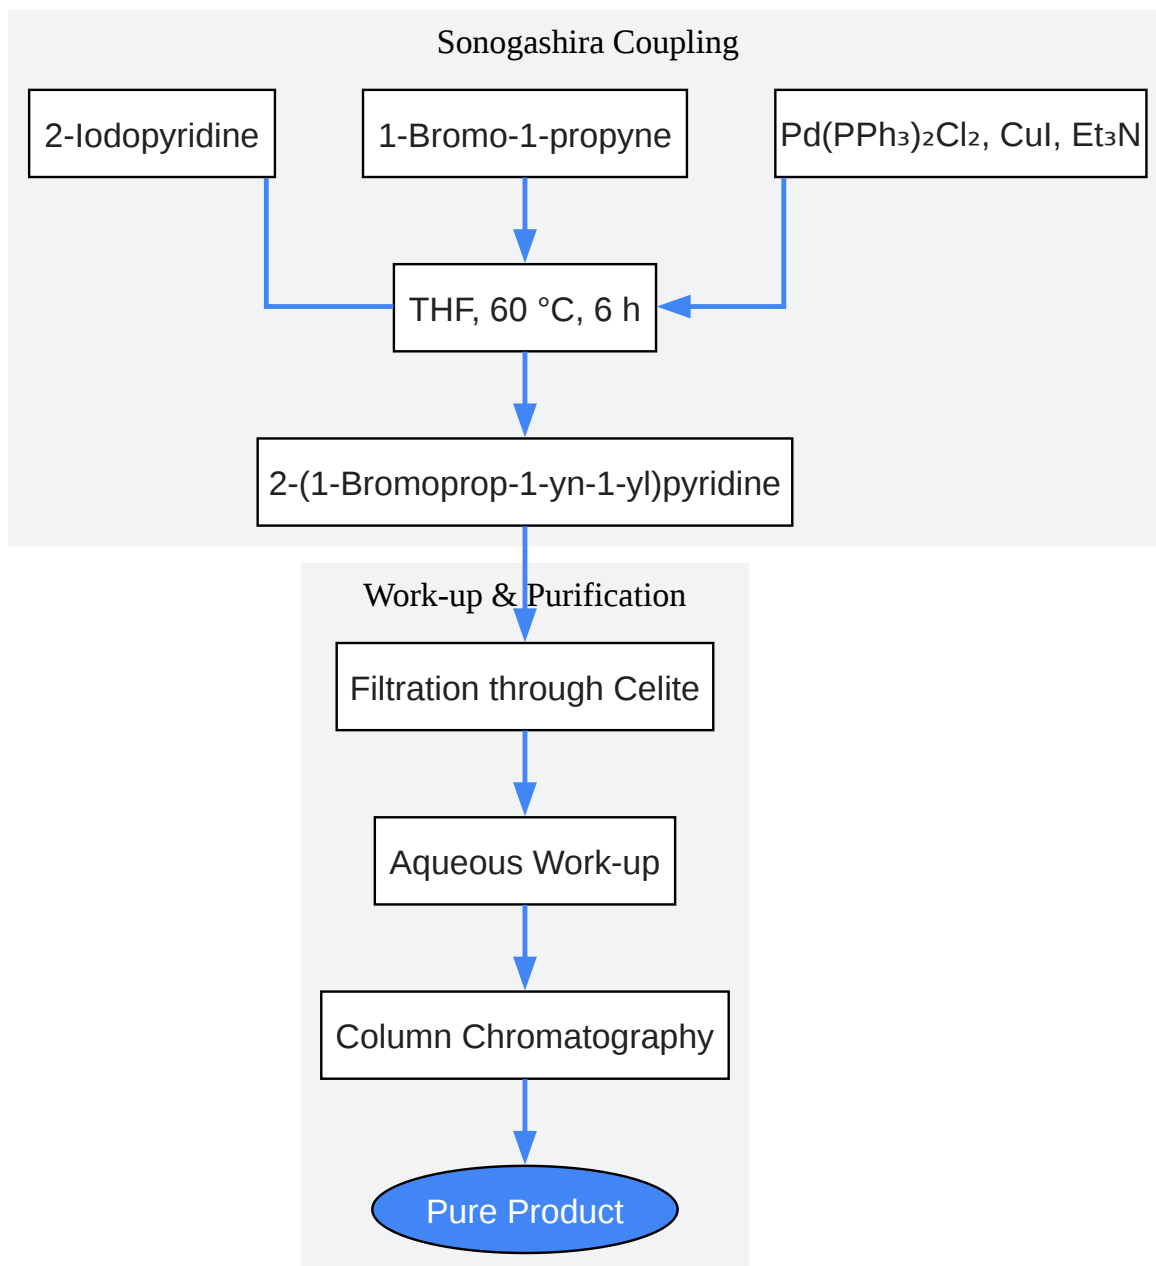 Sonogashira Coupling
2-Iodopyridine
1-Bromo-1-propyne
Pd(PPh₃)₂Cl₂, CuI, Et₃N
THF, 60 °C, 6 h
2-(1-Bromoprop-1-yn-1-yl)pyridine
Work-up & Purification
Filtration through Celite
Aqueous Work-up
Column Chromatography
Pure Product